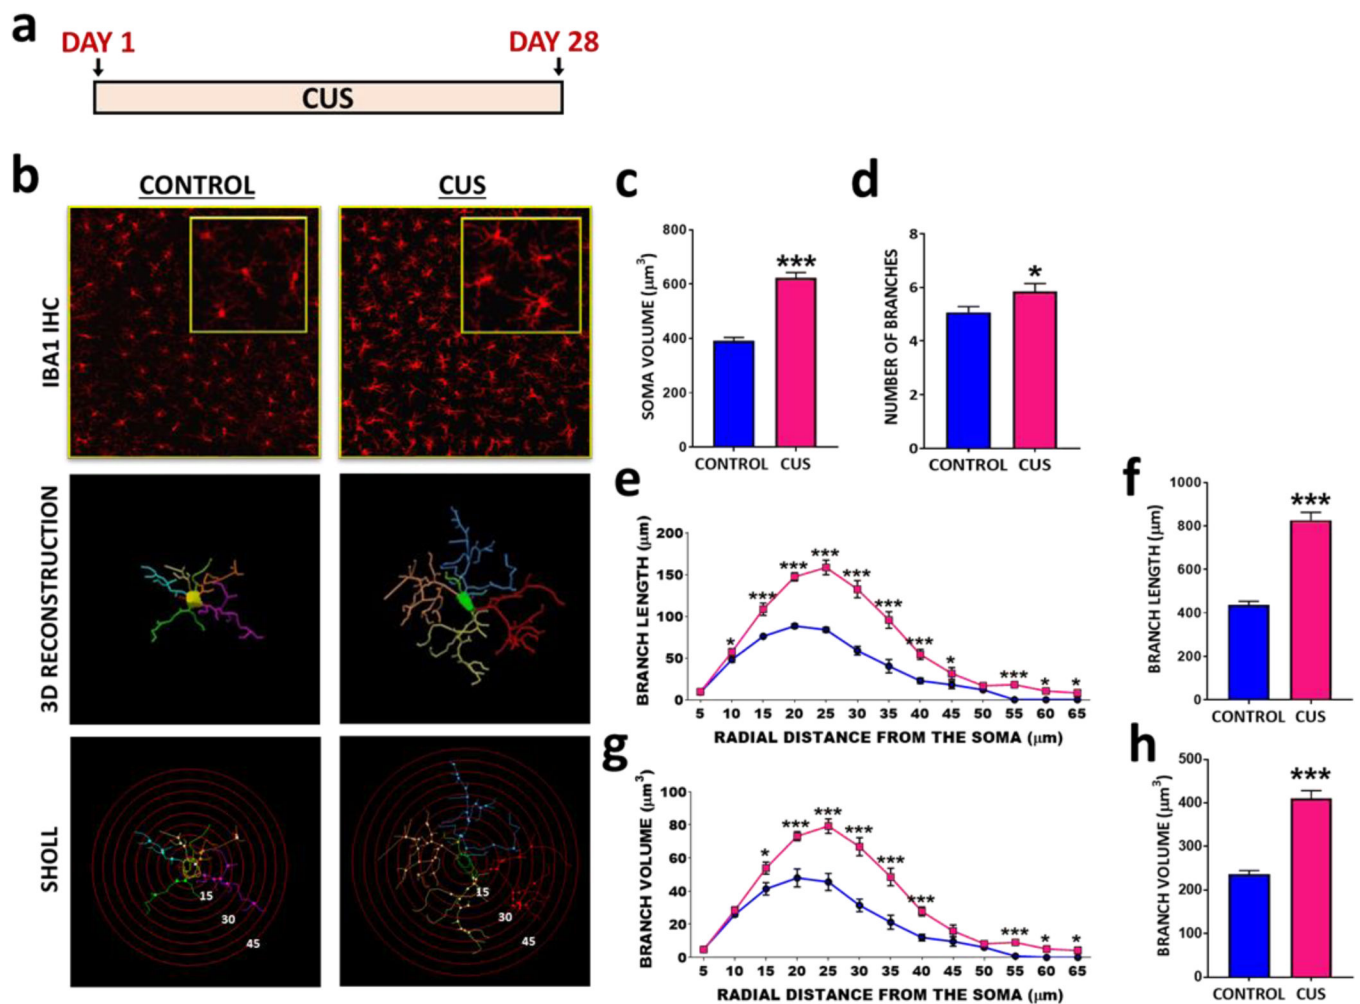 a
DAY 1
DAY 28
CUS
b
CONTROL
CUS
IBA1 IHC
3D RECONSTRUCTION
SHOLL
15
30
45
15
30
45
c
SOMA VOLUME (µm³)
800
600
400
200
0
***
CONTROL
CUS
d
NUMBER OF BRANCHES
8
6
4
2
0
*
CONTROL
CUS
e
BRANCH LENGTH (µm)
200
150
100
50
0
* *** *** *** *** *** *** * *** * *
5 10 15 20 25 30 35 40 45 50 55 60 65
RADIAL DISTANCE FROM THE SOMA (µm)
f
BRANCH LENGTH (µm)
1000
800
600
400
200
0
***
CONTROL
CUS
g
BRANCH VOLUME (µm³)
100
80
60
40
20
0
* *** *** *** *** *** *** * *
5 10 15 20 25 30 35 40 45 50 55 60 65
RADIAL DISTANCE FROM THE SOMA (µm)
h
BRANCH VOLUME (µm³)
500
400
300
200
100
0
***
CONTROL
CUS